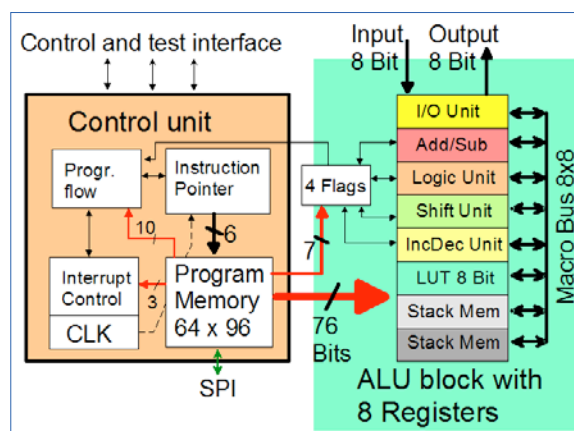 Control and test interface
Input
8 Bit
Output
8 Bit
Control unit
Progr.
flow
Instruction
Pointer
4 Flags
10
6
7
Interrupt
Control
CLK
3
Program
Memory
64 x 96
76
Bits
SPI
I/O Unit
Add/Sub
Logic Unit
Shift Unit
IncDec Unit
LUT 8 Bit
Stack Mem
Stack Mem
Macro Bus 8x8
ALU block with
8 Registers